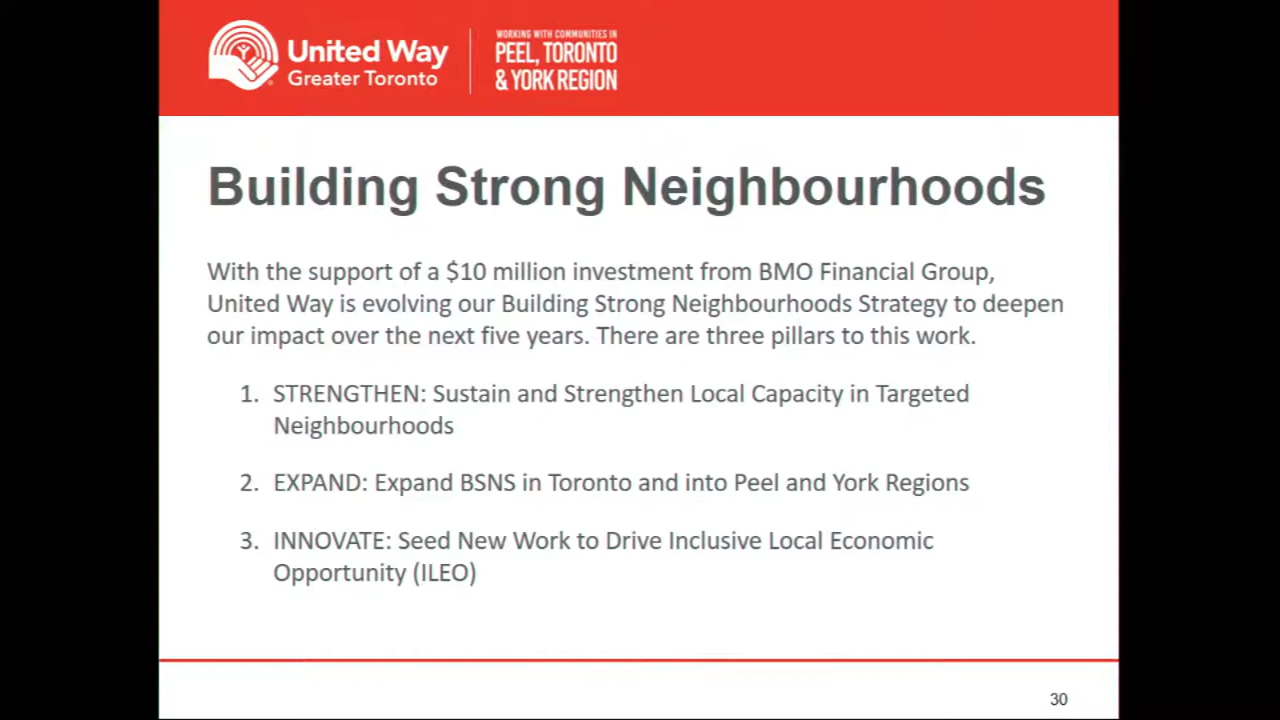 United Way
Greater Toronto
WORKING WITH COMMUNITIES IN
PEEL, TORONTO
& YORK REGION
Building Strong Neighbourhoods
With the support of a $10 million investment from BMO Financial Group,
United Way is evolving our Building Strong Neighbourhoods Strategy to deepen
our impact over the next five years. There are three pillars to this work.
1. STRENGTHEN: Sustain and Strengthen Local Capacity in Targeted
Neighbourhoods
2. EXPAND: Expand BSNS in Toronto and into Peel and York Regions
3. INNOVATE: Seed New Work to Drive Inclusive Local Economic
Opportunity (ILEO)
30